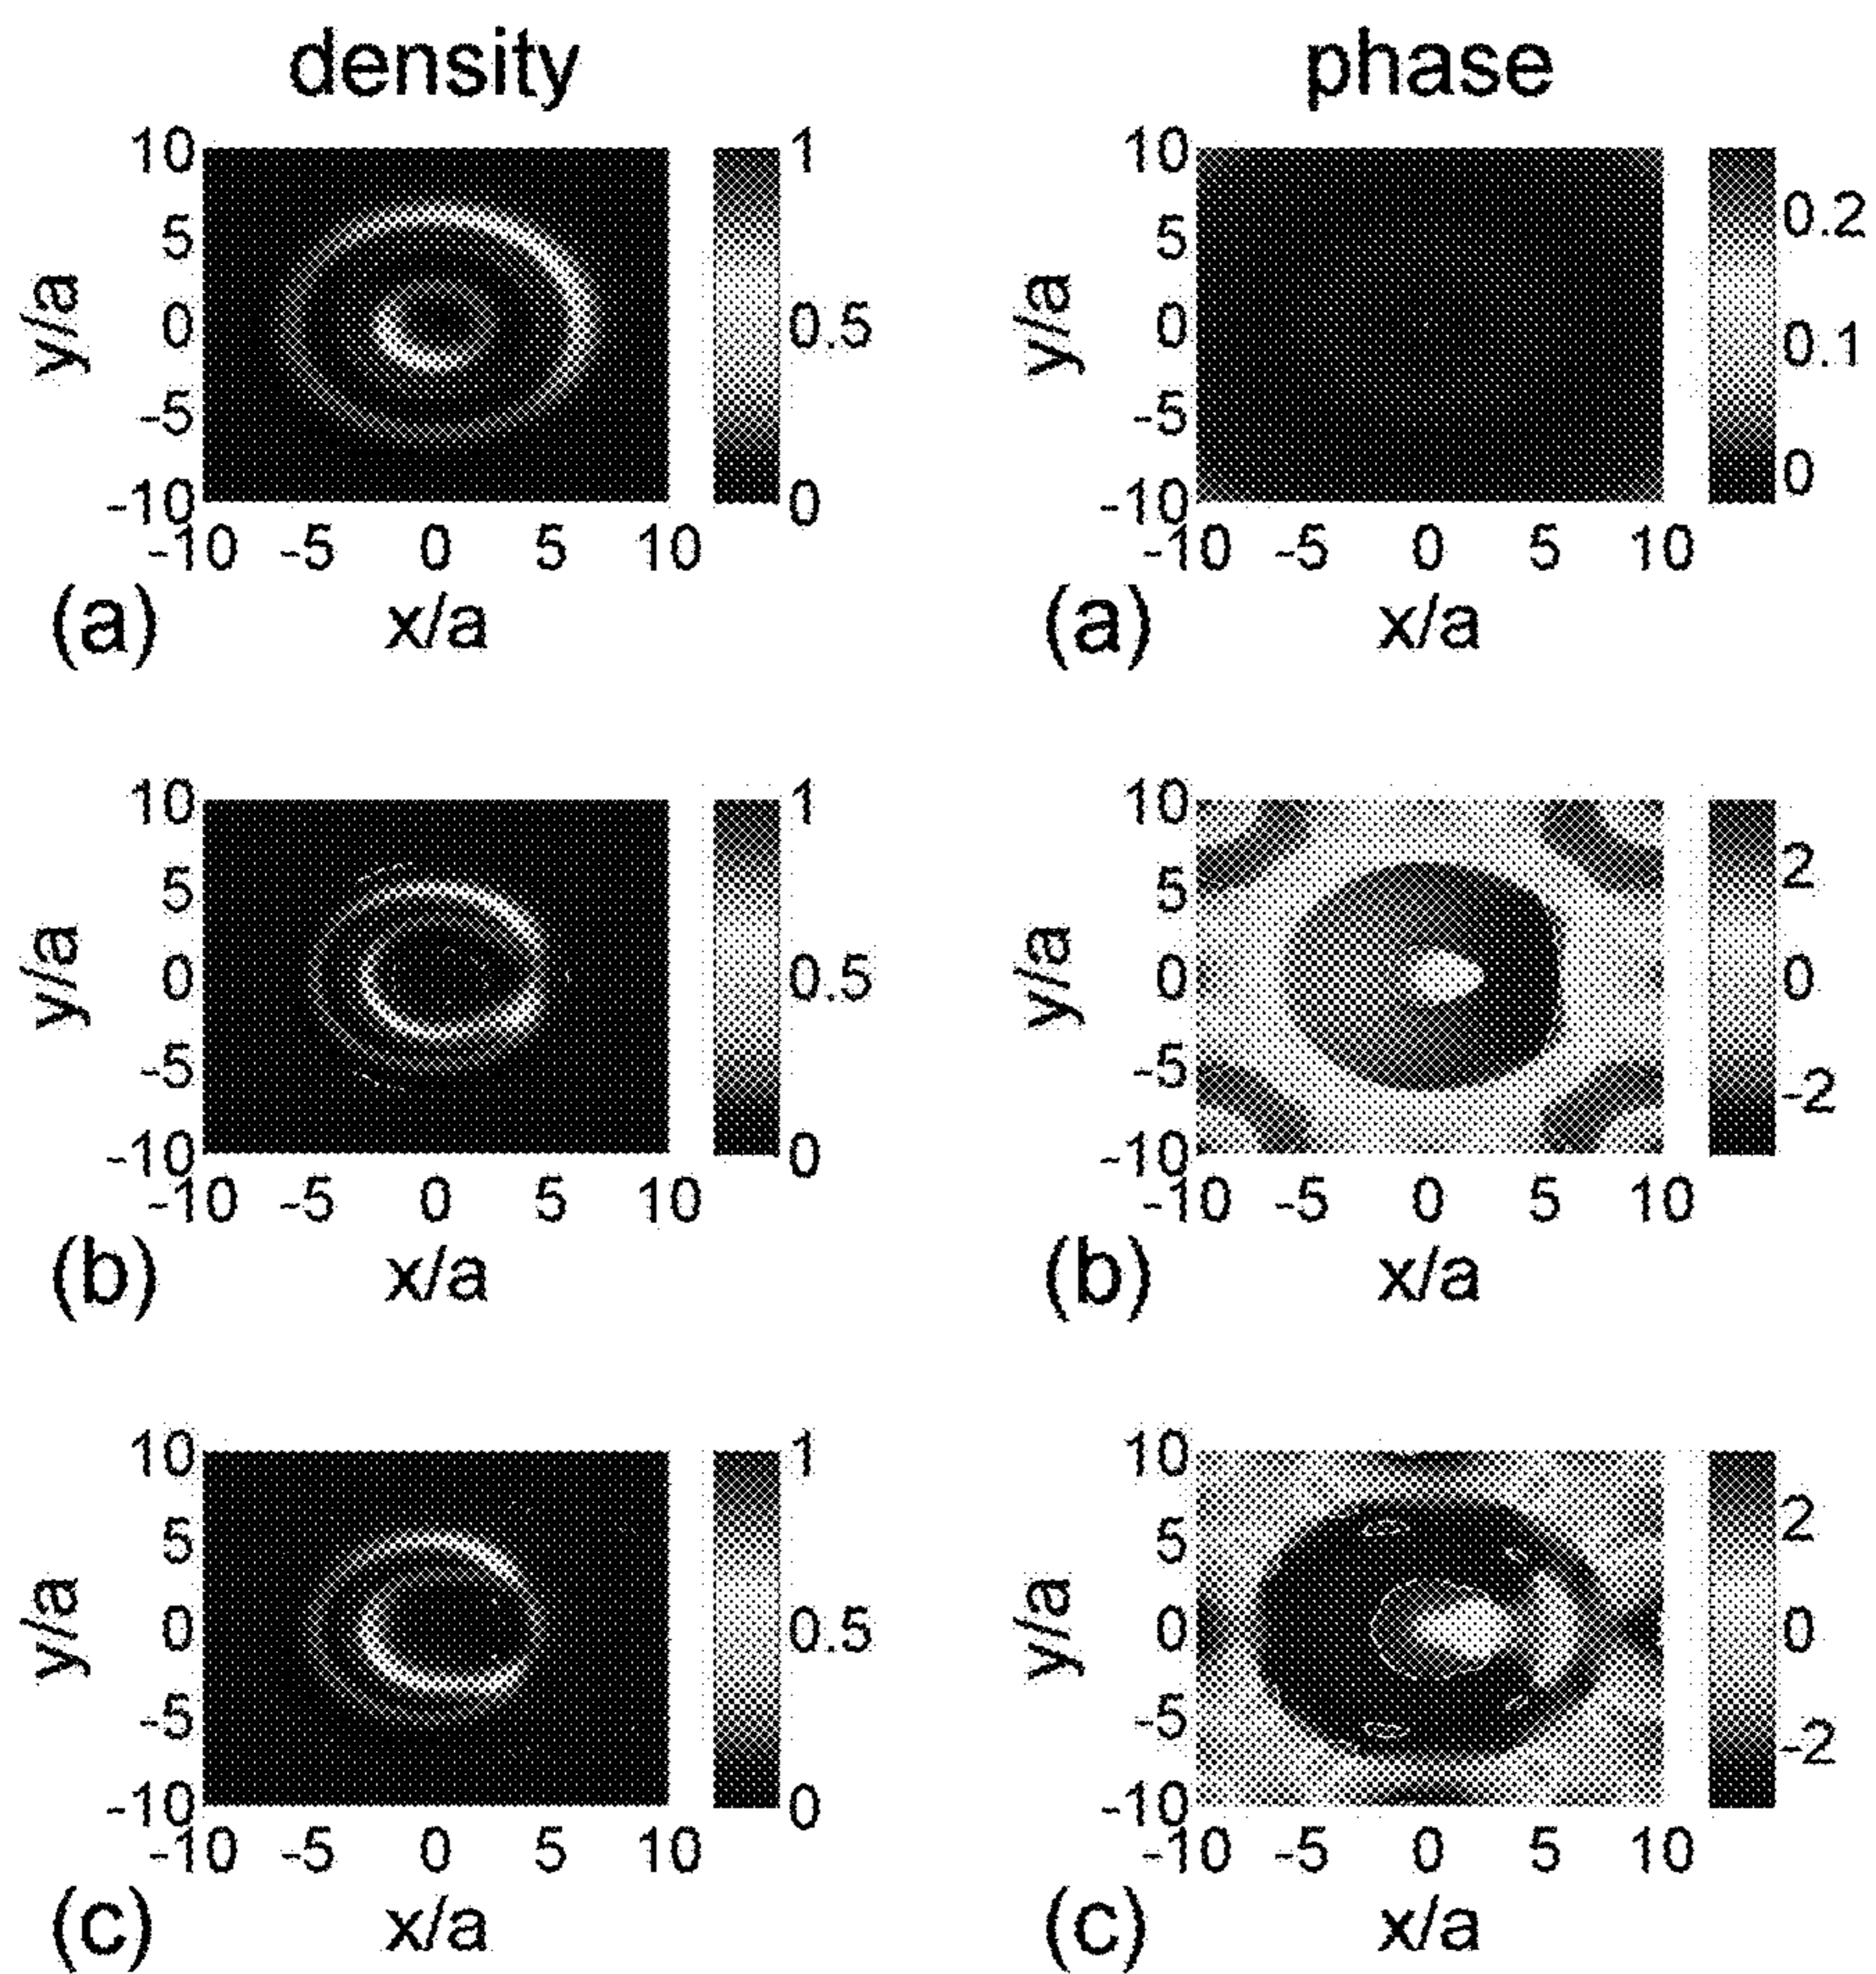 density phase
10 1 10
5 5 0.2
y/a 0 0.5 y/a 0 0.1
-5 -5
-10 0 -10 0
-10 -5 0 5 10 -10 -5 0 5 10
(a) x/a (a) x/a
10 1 10
5 5 2
y/a 0 0.5 y/a 0 0
-5 -5 -2
-10 0 -10
-10 -5 0 5 10 -10 -5 0 5 10
(b) x/a (b) x/a
10 1 10
5 5 2
y/a 0 0.5 y/a 0 0
-5 -5 -2
-10 0 -10
-10 -5 0 5 10 -10 -5 0 5 10
(c) x/a (c) x/a